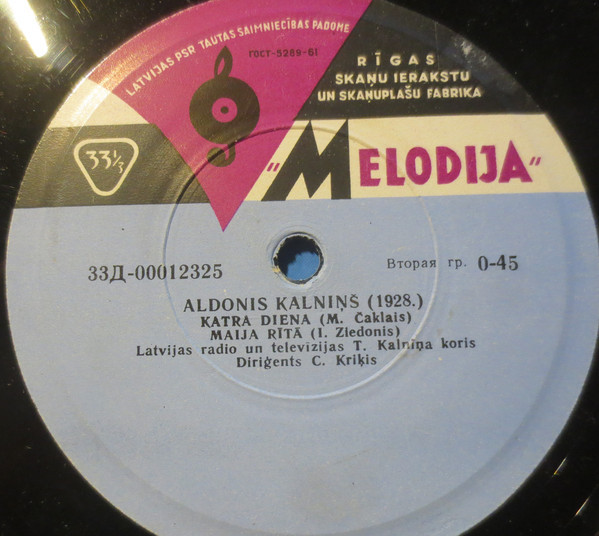 LATVIJAS PSR TAUTAS SAIMNIECĪBAS PADOME
ГОСТ-5289-61
RĪGAS
SKAŅU IERAKSTU
UN SKAŅUPLAŠU FABRIKA
33⅓
"MELODIJA"
33Д-00012325
Вторая гр. 0-45
ALDONIS KALNIŅŠ (1928.)
KATRA DIENA (M. Čaklais)
MAIJA RĪTĀ (I. Ziedonis)
Latvijas radio un televīzijas T. Kalniņa koris
Diriģents C. Kriķis